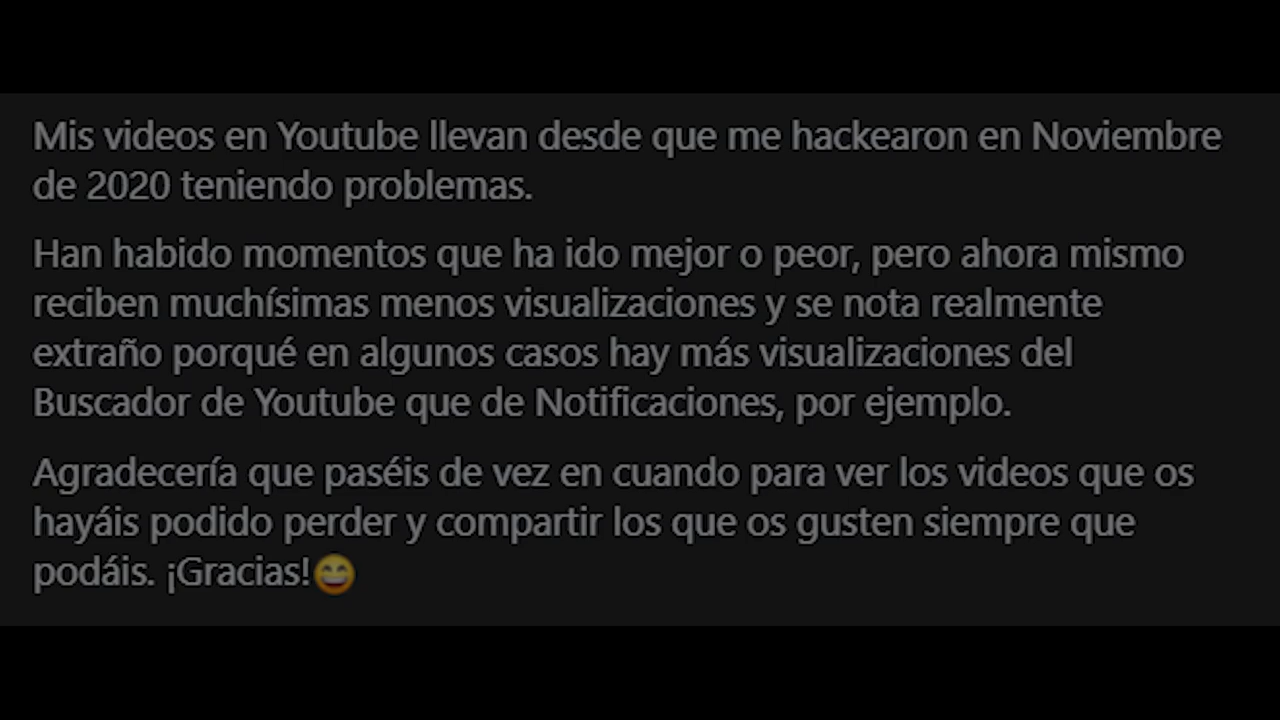 Mis videos en Youtube llevan desde que me hackearon en Noviembre
de 2020 teniendo problemas.
Han habido momentos que ha ido mejor o peor, pero ahora mismo
reciben muchísimas menos visualizaciones y se nota realmente
extraño porqué en algunos casos hay más visualizaciones del
Buscador de Youtube que de Notificaciones, por ejemplo.
Agradecería que paséis de vez en cuando para ver los videos que os
hayáis podido perder y compartir los que os gusten siempre que
podáis. ¡Gracias!😄